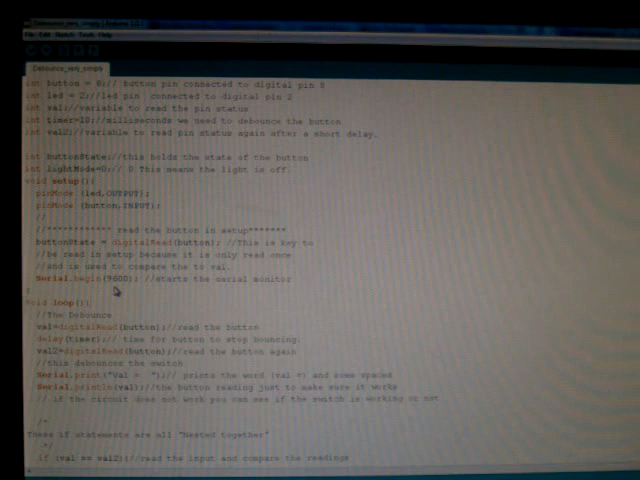 Debounce_very_simply | Arduino 1.0
File Edit Sketch Tools Help
Debounce_very_simply
int button = 8;// button pin connected to digital pin 8
int led = 2;//led pin  connected to digital pin 2
int val;//variable to read the pin status
int timer=10;//milliseconds we need to debounce the button
int val2;//variable to read pin status again after a short delay.
int buttonState;//this holds the state of the button
int lightMode=0;// 0 This means the light is off.
void setup(){
pinMode (led,OUTPUT);
pinMode (button,INPUT);
//
//************ read the button in setup*******
buttonState = digitalRead(button); //This is key to
//be read in setup because it is only read once
//and is used to compare the to val.
Serial.begin(9600); //starts the serial monitor
}
void loop(){
//The Debounce
val=digitalRead(button);//read the button
delay(timer);// time for button to stop bouncing.
val2=digitalRead(button);//read the button again
//this debounces the switch
Serial.print("Val =  ");// prints the word (val =) and some spaces
Serial.println(val);//the button reading just to make sure it works
// if the circuit does not work you can see if the switch is working or not
/*
These if statements are all "Nested together"
*/
if (val == val2){//read the input and compare the readings